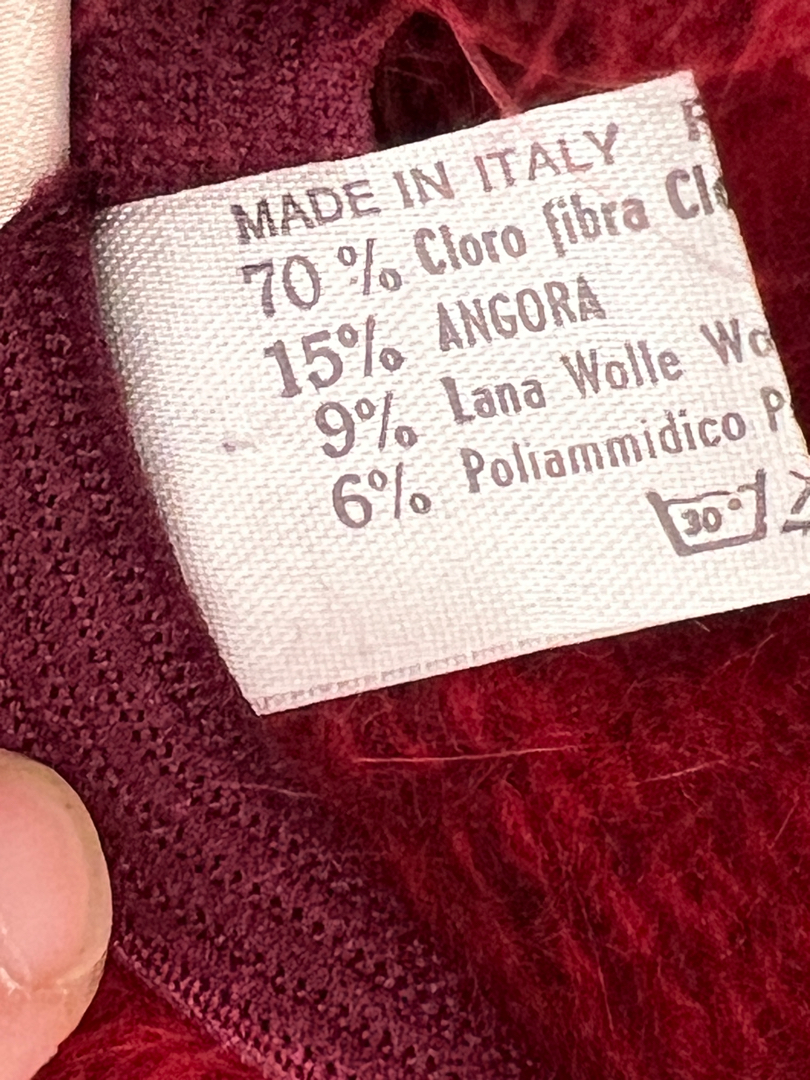 MADE IN ITALY
70% Cloro fibra
15% ANGORA
9% Lana Wolle
6% Poliammidico
30°